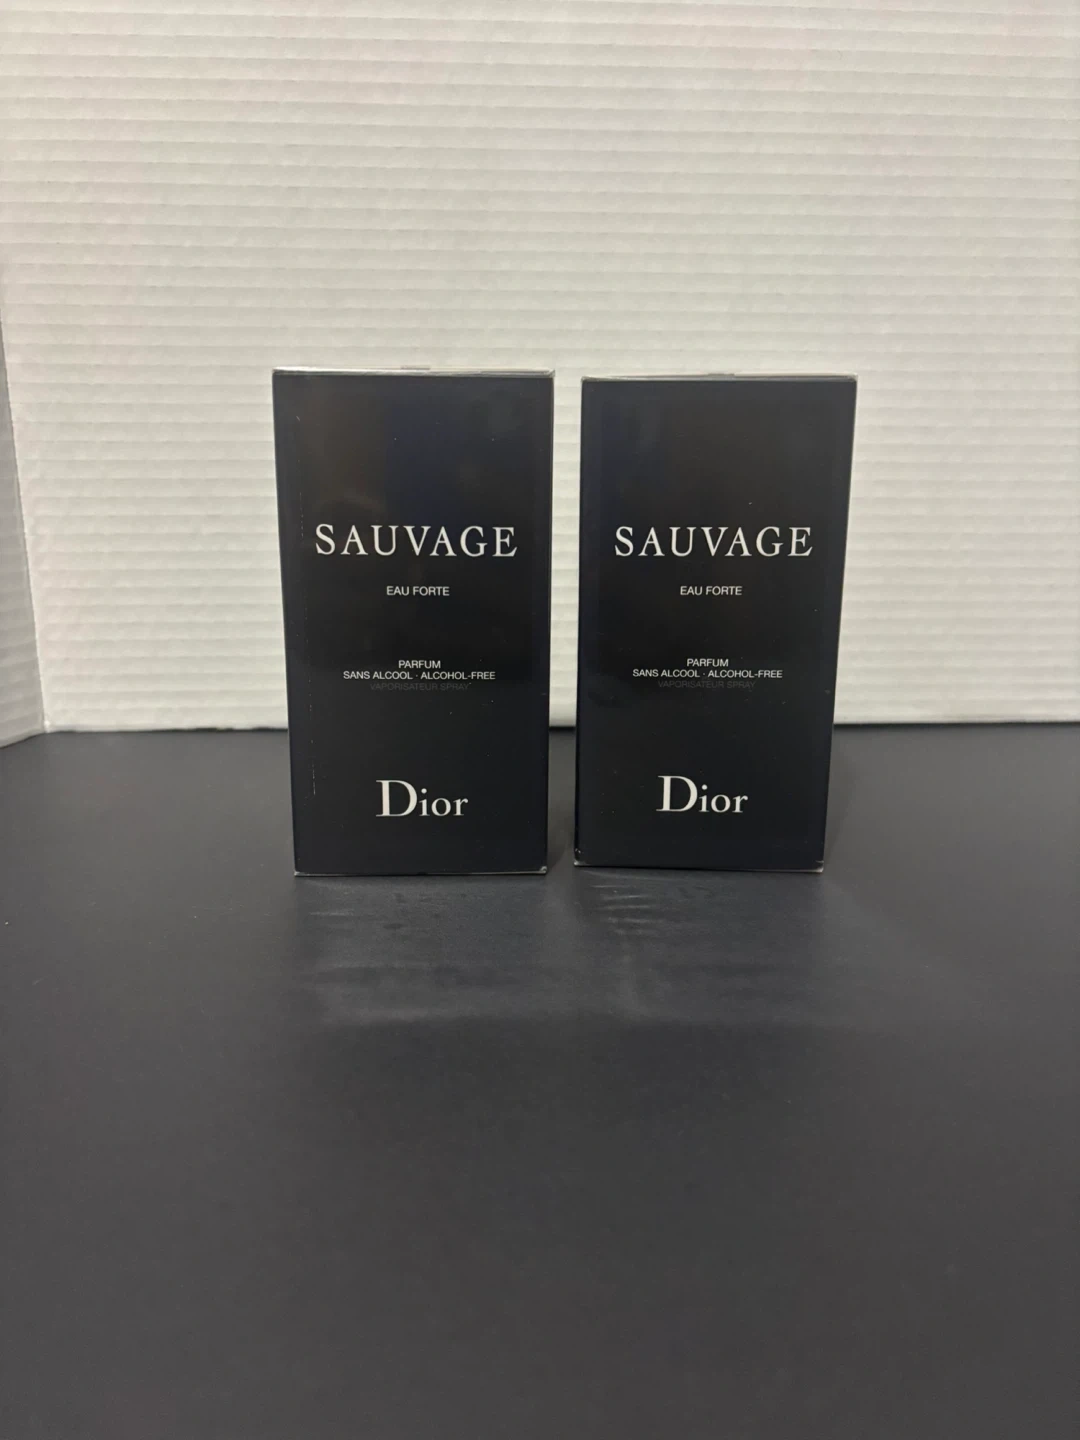 SAUVAGE
EAU FORTE
PARFUM
SANS ALCOOL · ALCOHOL-FREE
VAPORISATEUR SPRAY
Dior
SAUVAGE
EAU FORTE
PARFUM
SANS ALCOOL · ALCOHOL-FREE
VAPORISATEUR SPRAY
Dior